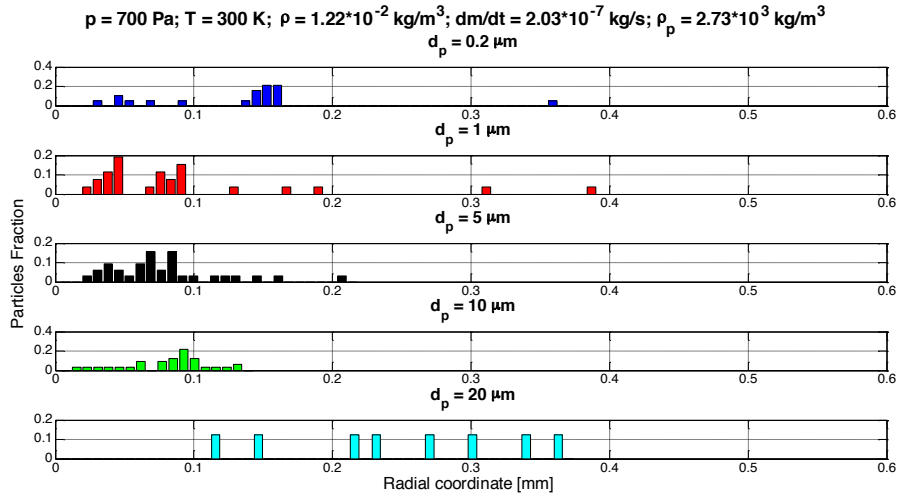 p = 700 Pa; T = 300 K; ρ = 1.22*10^-2 kg/m^3; dm/dt = 2.03*10^-7 kg/s; ρ_p = 2.73*10^3 kg/m^3
d_p = 0.2 μm
0.4
0.2
0
0 0.1 0.2 0.3 0.4 0.5 0.6
d_p = 1 μm
0.2
0.1
0
0 0.1 0.2 0.3 0.4 0.5 0.6
d_p = 5 μm
0.2
0.1
0
0 0.1 0.2 0.3 0.4 0.5 0.6
d_p = 10 μm
0.4
0.2
0
0 0.1 0.2 0.3 0.4 0.5 0.6
d_p = 20 μm
0.2
0.1
0
0 0.1 0.2 0.3 0.4 0.5 0.6
Particles Fraction
Radial coordinate [mm]